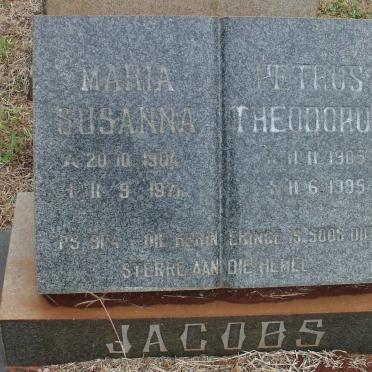 MARIA
SUSANNA
20.10.1904
11.9.1971
PETRUS
THEODORU
11.11.1905
11.6.1995
DIE HERINNERINGE IS SOOS DIE
STERRE AAN DIE HEMEL
JACOBS